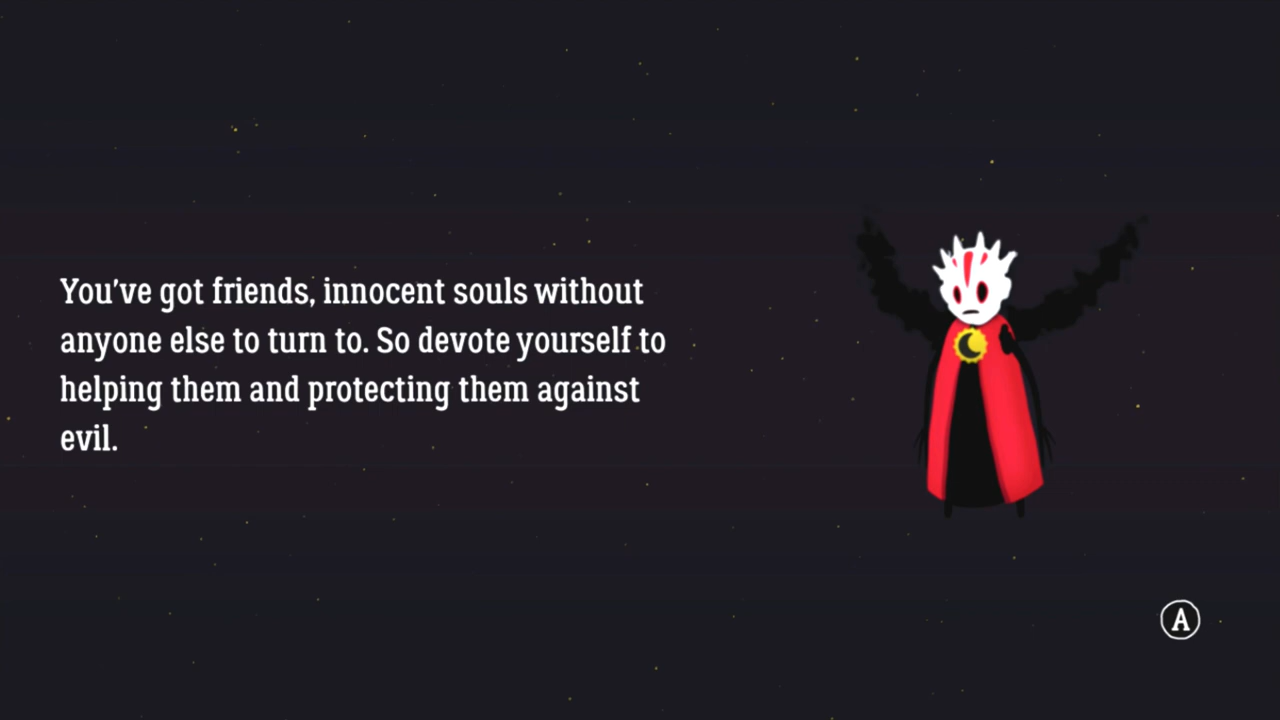 You've got friends, innocent souls without
anyone else to turn to. So devote yourself to
helping them and protecting them against
evil.
A